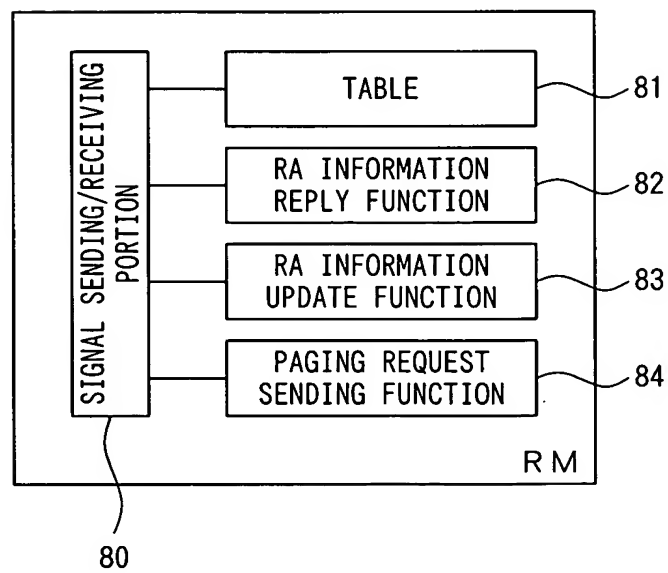 SIGNAL SENDING/RECEIVING
PORTION
TABLE
81
RA INFORMATION
REPLY FUNCTION
82
RA INFORMATION
UPDATE FUNCTION
83
PAGING REQUEST
SENDING FUNCTION
84
RM
80